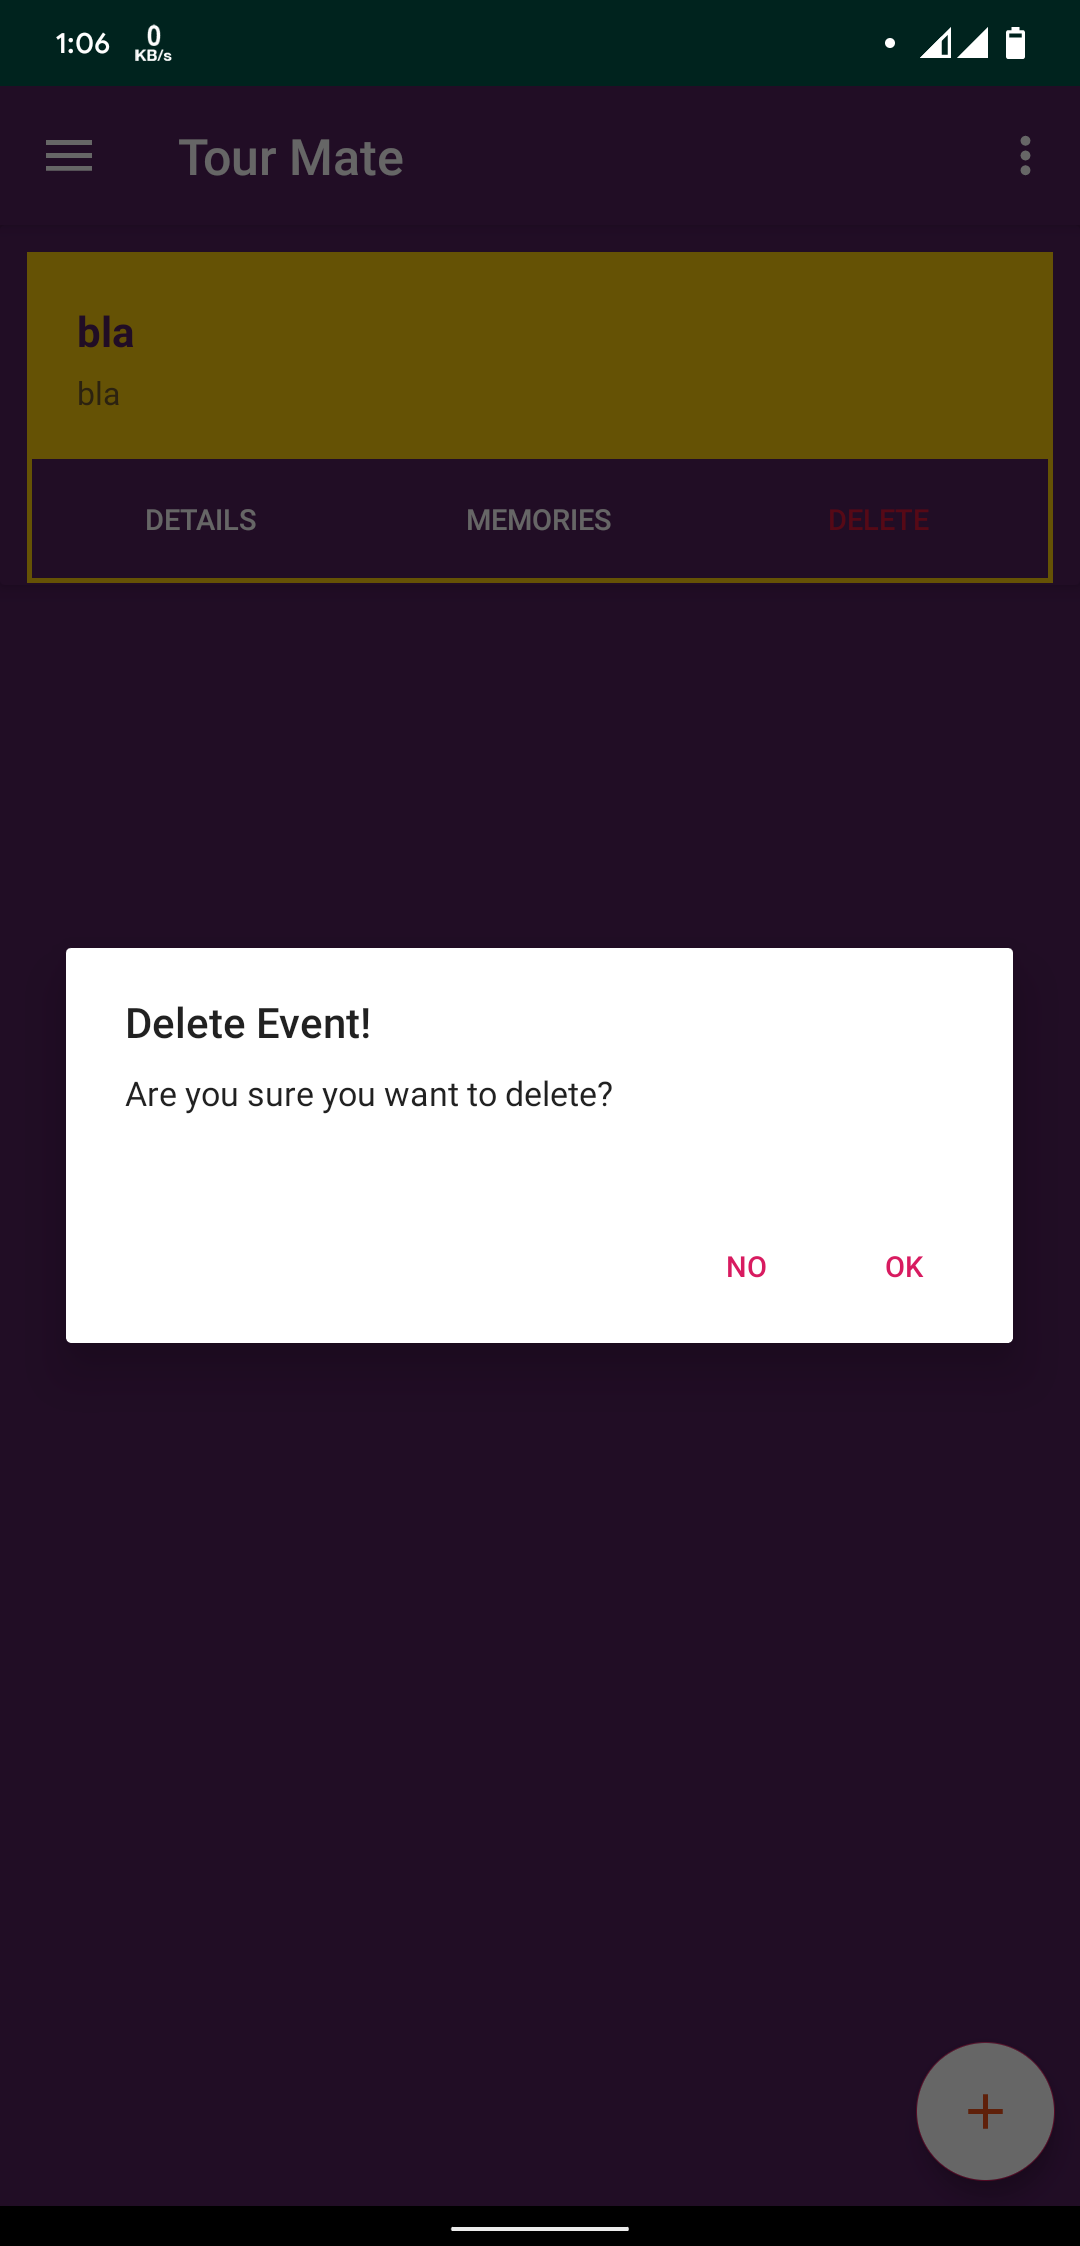 1:06
0
KB/s
Tour Mate
bla
bla
DETAILS MEMORIES DELETE
Delete Event!
Are you sure you want to delete?
NO OK